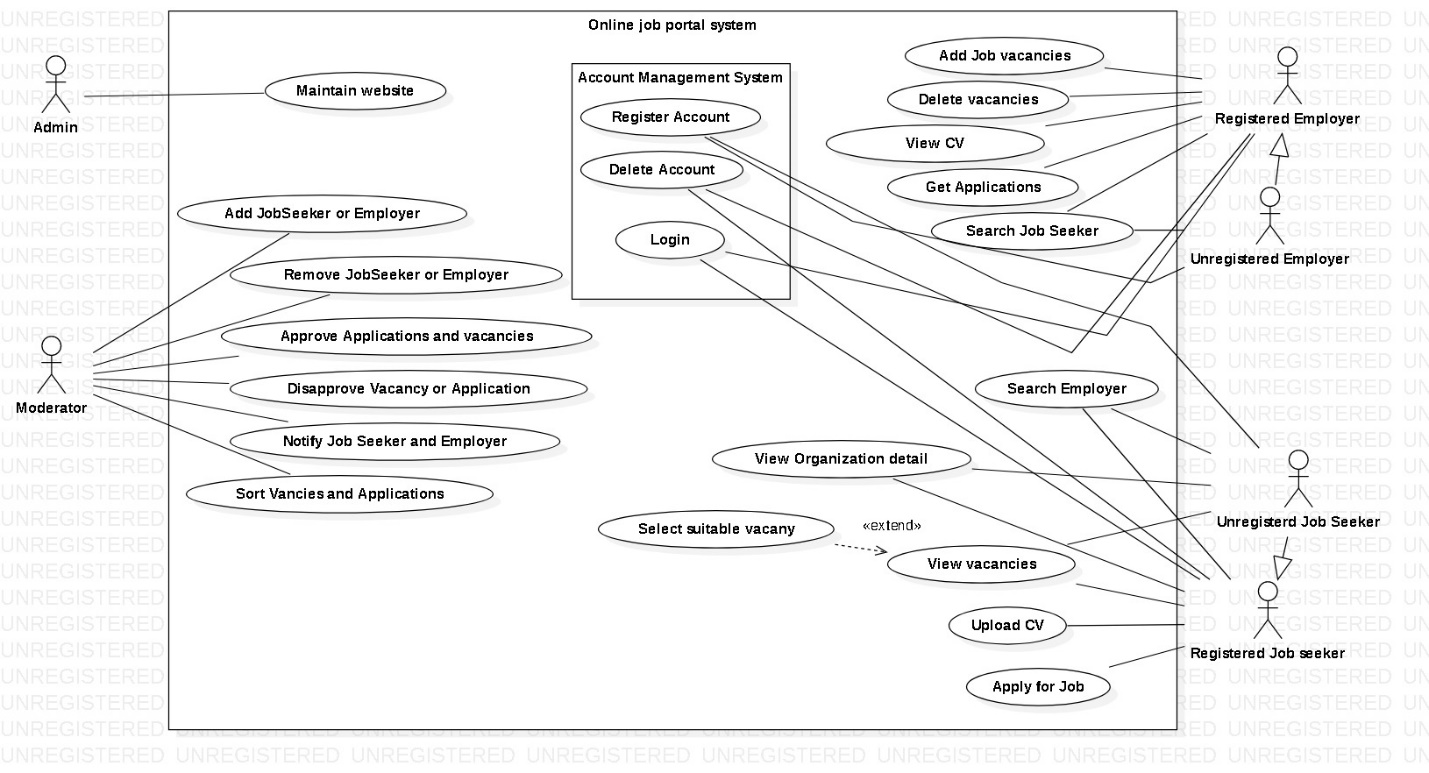 Online job portal system
Admin
Maintain website
Account Management System
Register Account
Delete Account
Login
Add Job vacancies
Delete vacancies
View CV
Get Applications
Search Job Seeker
Registered Employer
Unregistered Employer
Add JobSeeker or Employer
Remove JobSeeker or Employer
Approve Applications and vacancies
Disapprove Vacancy or Application
Notify Job Seeker and Employer
Sort Vancies and Applications
Moderator
Search Employer
View Organization detail
Select suitable vacany
«extend»
View vacancies
Upload CV
Apply for Job
Unregisterd Job Seeker
Registered Job seeker
UNREGISTERED UNREGISTERED UNREGISTERED UNREGISTERED UNREGISTERED UNREGISTERED UNREGISTERED UNREGISTERED UN